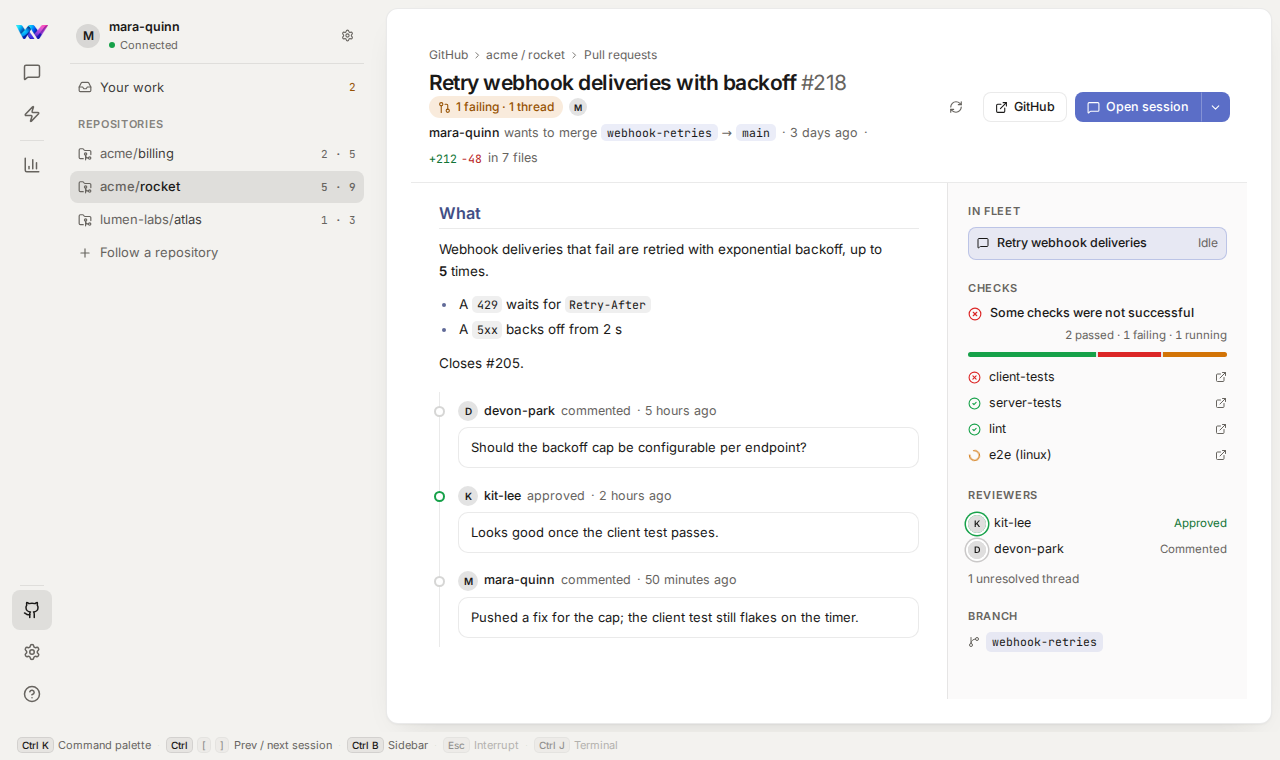 M
mara-quinn
Connected
Your work 2
REPOSITORIES
acme/billing 2 · 5
acme/rocket 5 · 9
lumen-labs/atlas 1 · 3
Follow a repository
GitHub > acme / rocket > Pull requests
Retry webhook deliveries with backoff #218
1 failing · 1 thread M
GitHub
Open session
mara-quinn wants to merge webhook-retries → main · 3 days ago ·
+212 -48 in 7 files
What
Webhook deliveries that fail are retried with exponential backoff, up to
5 times.
• A 429 waits for Retry-After
• A 5xx backs off from 2 s
Closes #205.
D devon-park commented · 5 hours ago
Should the backoff cap be configurable per endpoint?
K kit-lee approved · 2 hours ago
Looks good once the client test passes.
M mara-quinn commented · 50 minutes ago
Pushed a fix for the cap; the client test still flakes on the timer.
IN FLEET
Retry webhook deliveries Idle
CHECKS
Some checks were not successful
2 passed · 1 failing · 1 running
client-tests
server-tests
lint
e2e (linux)
REVIEWERS
K kit-lee Approved
D devon-park Commented
1 unresolved thread
BRANCH
webhook-retries
Ctrl K Command palette Ctrl [ ] Prev / next session Ctrl B Sidebar Esc Interrupt Ctrl J Terminal